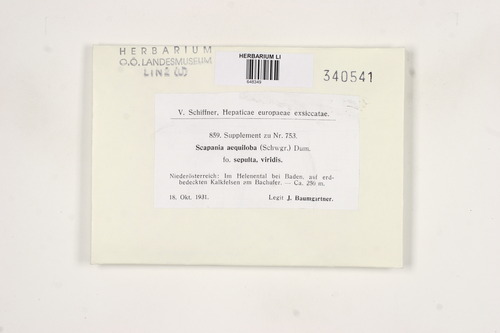 HERBARIUM
O.Ö. LANDESMUSEUM
LINZ (LI)
HERBARIUM LI
340541
V. Schiffner, Hepaticae europaeae exsiccatae.
859. Supplement zu Nr. 753.
Scapania aequiloba (Schwgr.) Dum.
fo. sepulta, viridis.
Niederösterreich: Im Helenental bei Baden, auf erd-
bedeckten Kalkfelsen am Bachufer. — Ca. 250 m.
18. Okt. 1931. Legit J. Baumgartner.